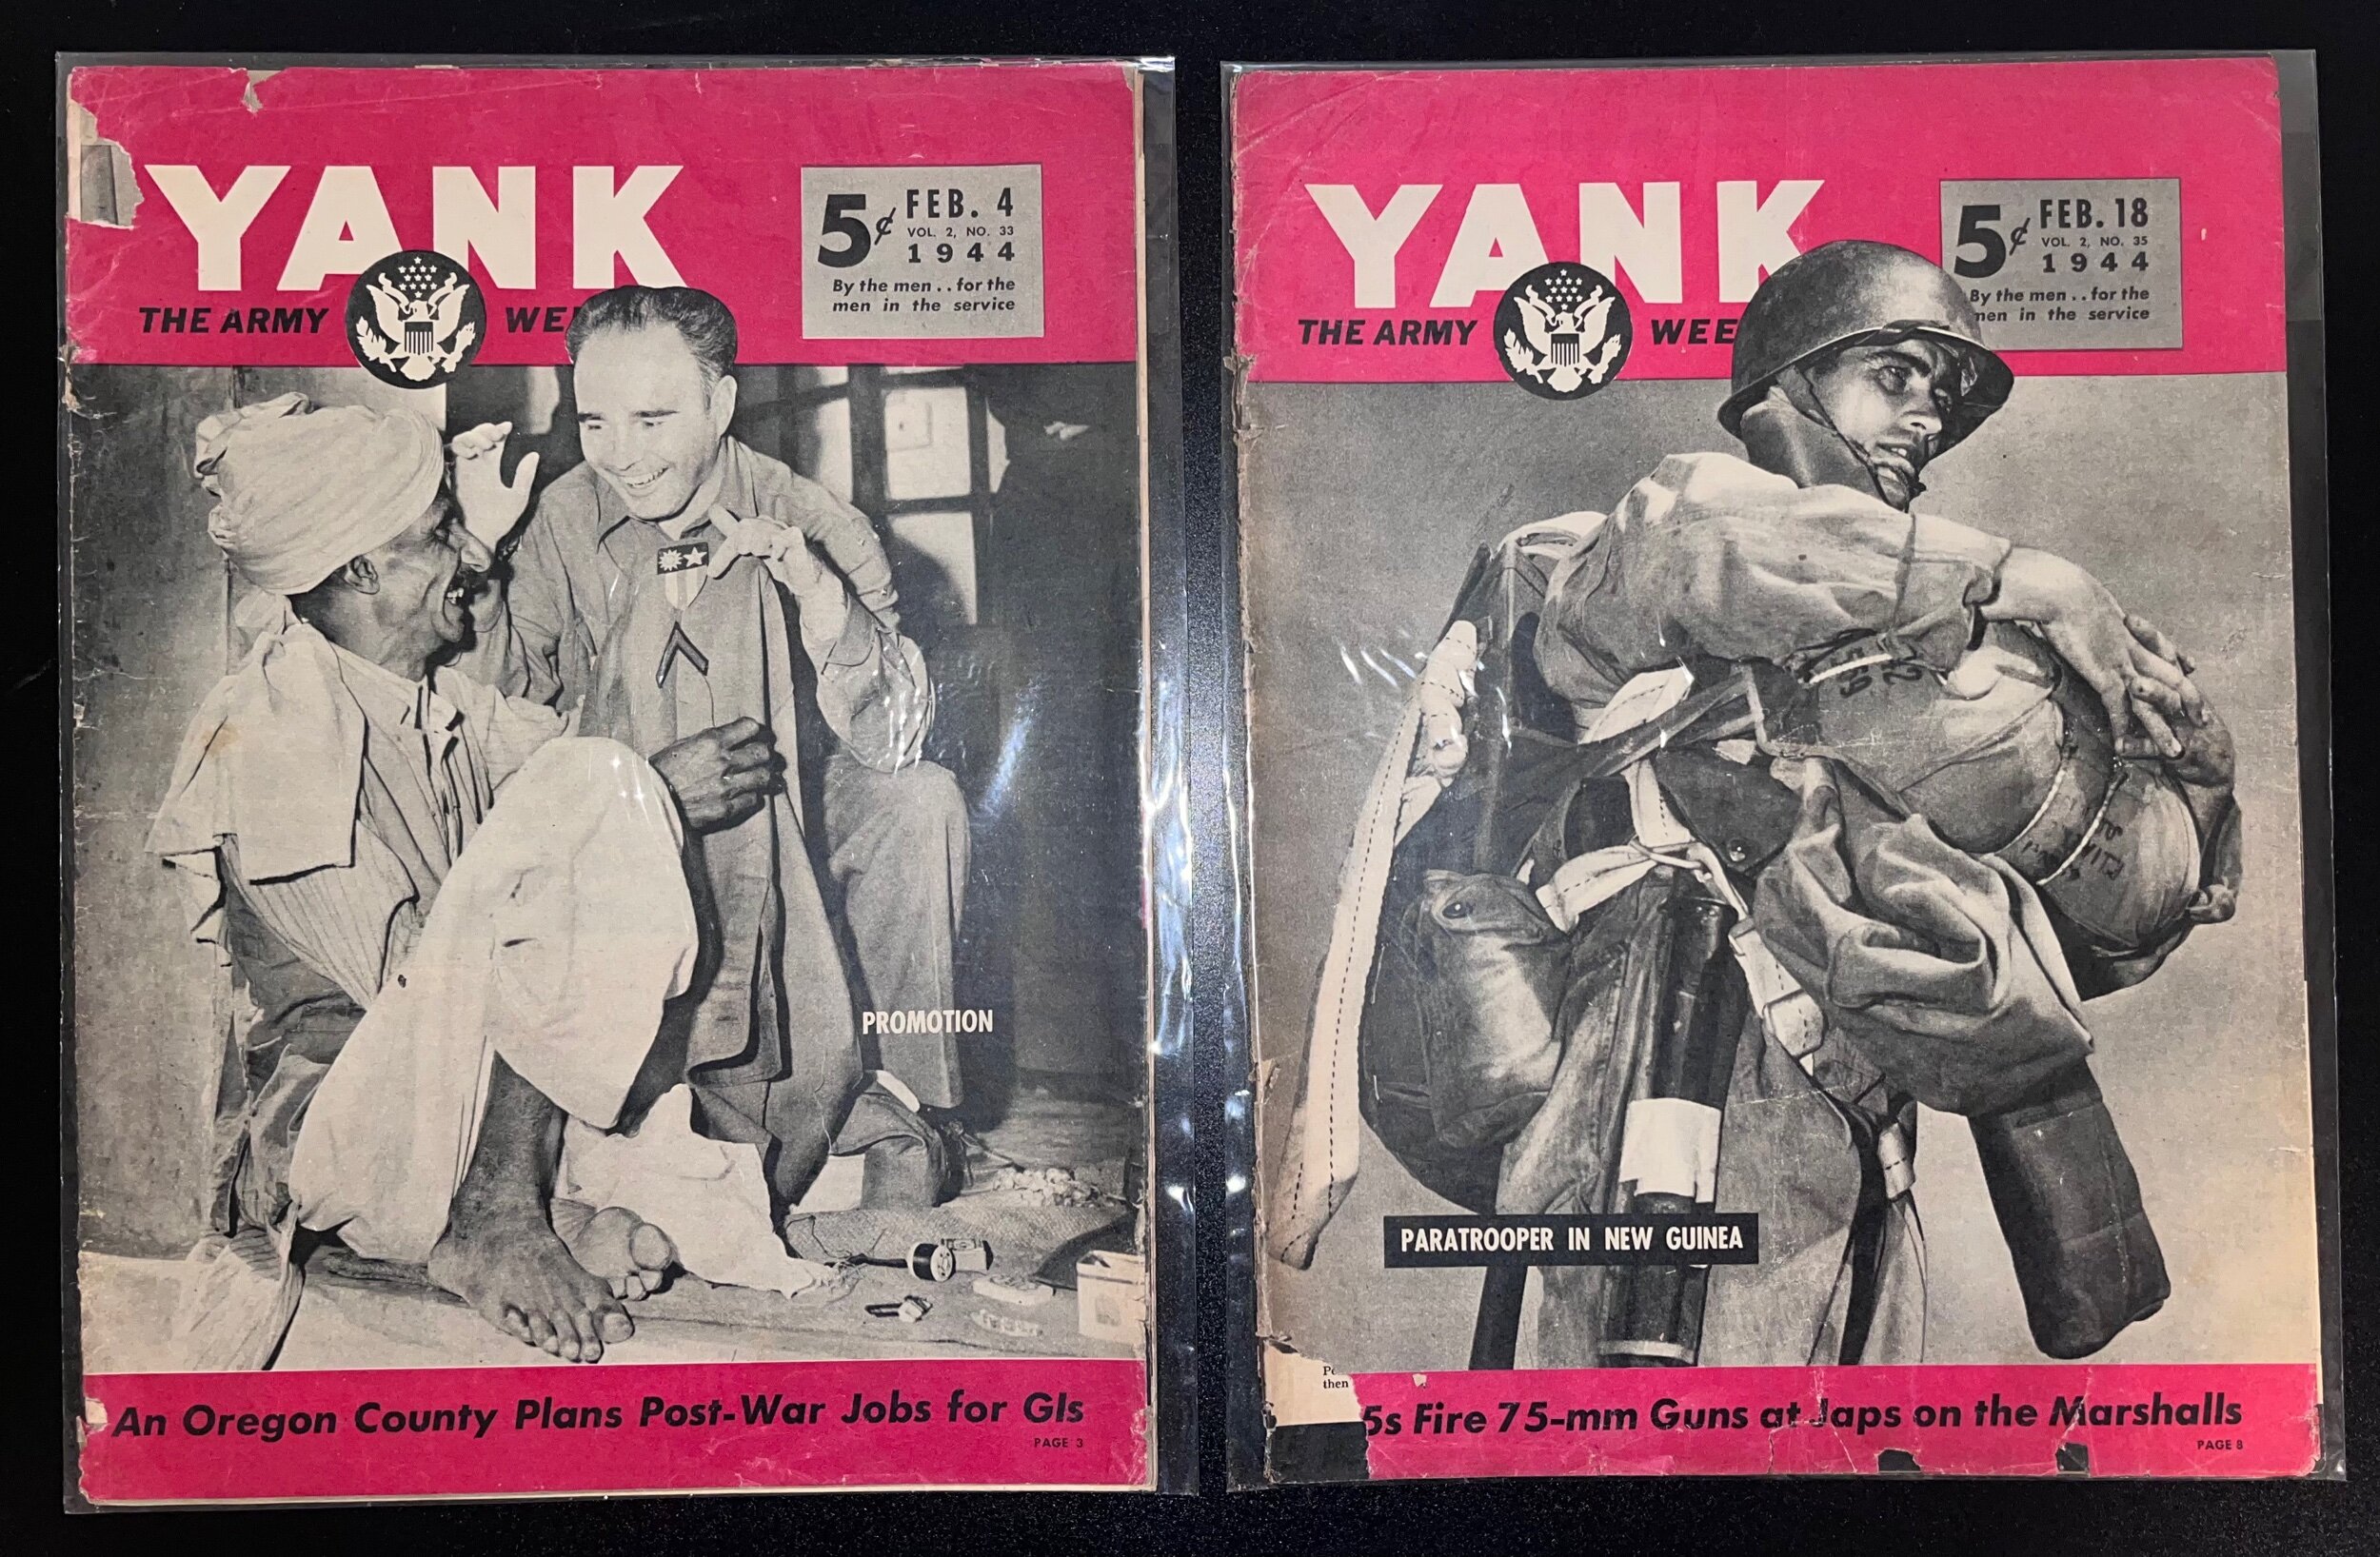 YANK
THE ARMY
5¢ FEB. 4
VOL. 2, NO. 33
1944
By the men . . for the
men in the service
PROMOTION
An Oregon County Plans Post-War Jobs for GIs
PAGE 3
YANK
THE ARMY
5¢ FEB. 18
VOL. 2, NO. 35
1944
By the men . . for the
men in the service
PARATROOPER IN NEW GUINEA
then
5s Fire 75-mm Guns at Japs on the Marshalls
PAGE 8